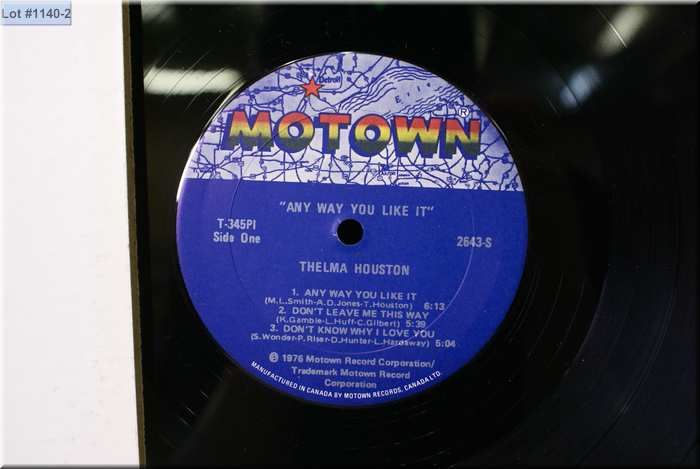 Lot #1140-2
Detroit
Erie
MOTOWN®
"ANY WAY YOU LIKE IT"
T-345PI
Side One
2643-S
THELMA HOUSTON
1. ANY WAY YOU LIKE IT
(M.L.Smith-A.D.Jones-T.Houston) 6:13
2. DON'T LEAVE ME THIS WAY
(K.Gamble-L.Huff-C.Gilbert) 5:39
3. DON'T KNOW WHY I LOVE YOU
(S.Wonder-P.Riser-D.Hunter-L.Hardaway) 5:04
℗ 1976 Motown Record Corporation/
Trademark Motown Record
Corporation
MANUFACTURED IN CANADA BY MOTOWN RECORDS, CANADA LTD.